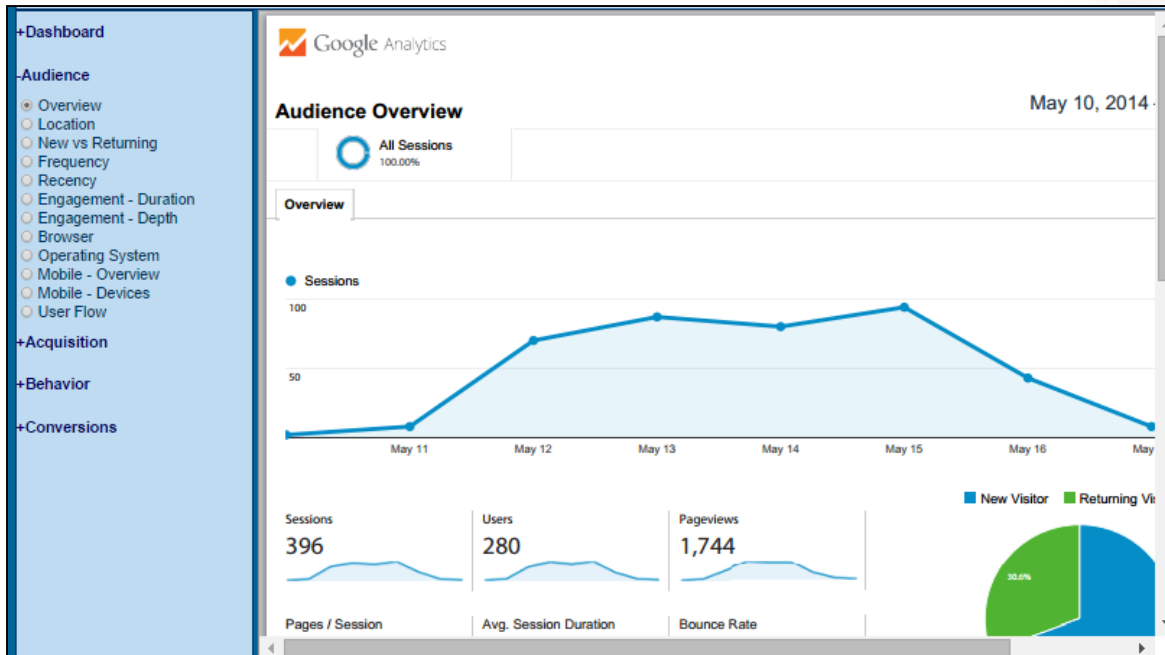 +Dashboard
-Audience
Overview
Location
New vs Returning
Frequency
Recency
Engagement - Duration
Engagement - Depth
Browser
Operating System
Mobile - Overview
Mobile - Devices
User Flow
+Acquisition
+Behavior
+Conversions
Google Analytics
Audience Overview
May 10, 2014 -
All Sessions
100.00%
Overview
Sessions
100
50
May 11 May 12 May 13 May 14 May 15 May 16 May
New Visitor Returning Vi
Sessions Users Pageviews
396 280 1,744
30.6%
Pages / Session Avg. Session Duration Bounce Rate